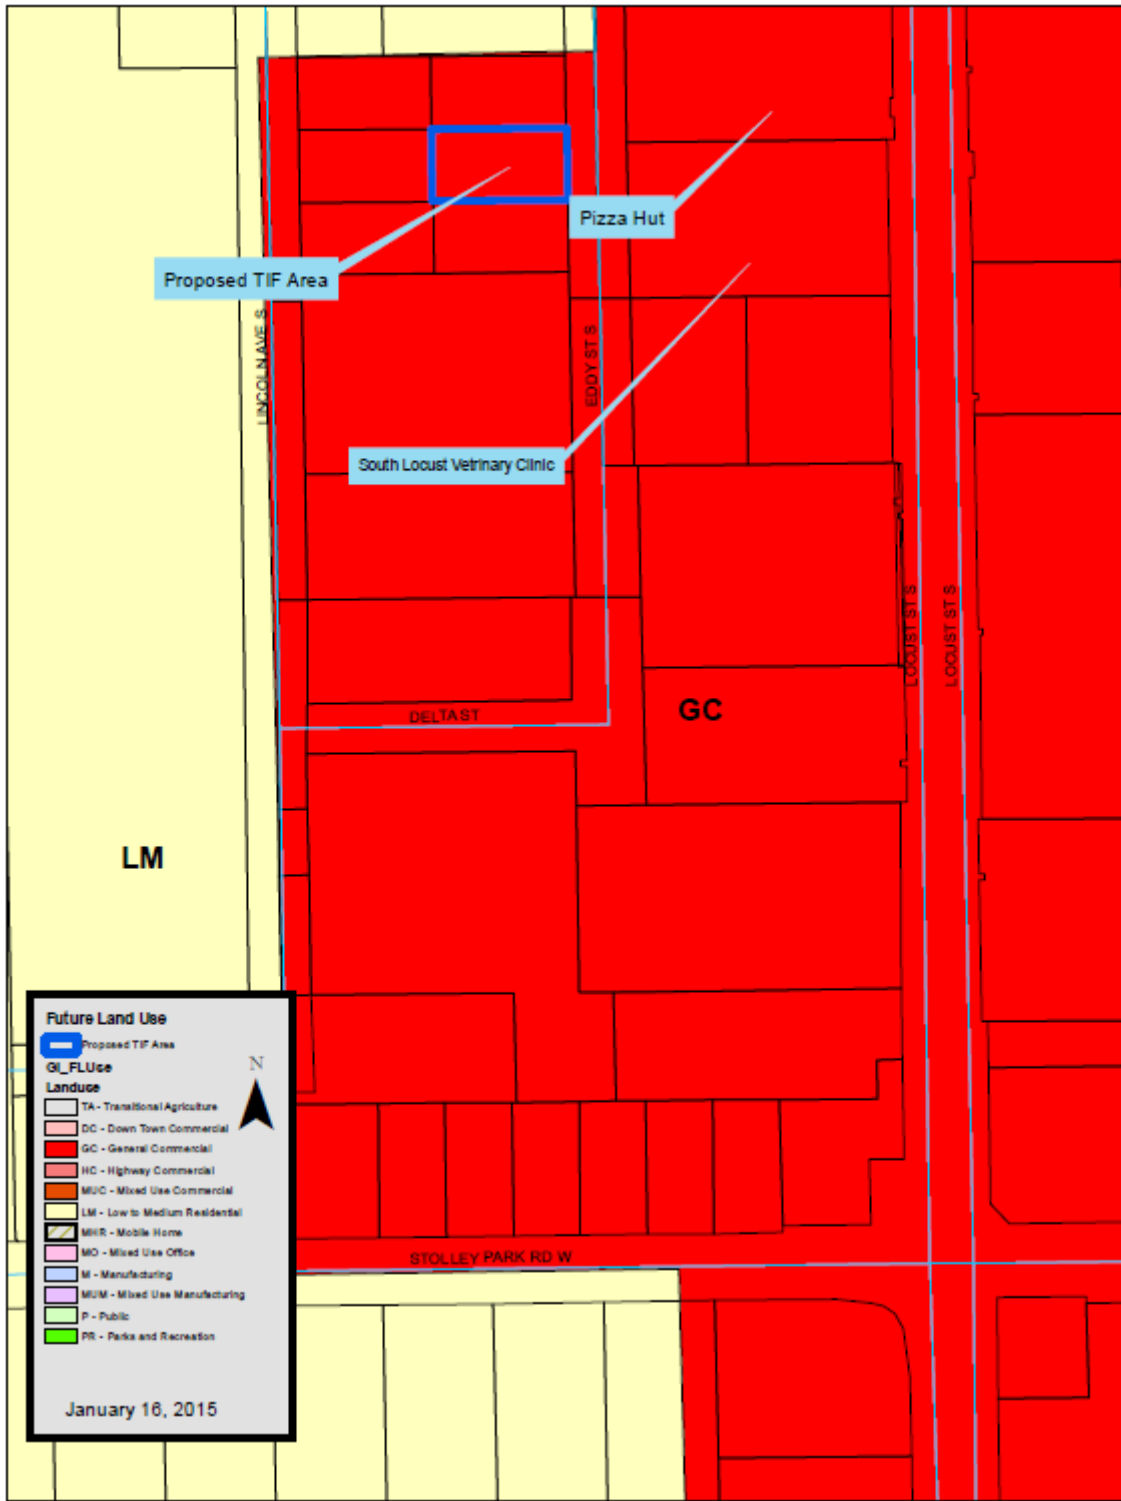 Pizza Hut
Proposed TIF Area
LINCOLN AVE S
EDDY ST S
South Locust Vetrinary Clinic
LOCUST ST S
LOCUST ST S
DELTA ST
GC
LM
Future Land Use
Proposed TIF Area
GI_FLUse
N
Landuse
TA - Transitional Agriculture
DC - Down Town Commercial
GC - General Commercial
HC - Highway Commercial
MUC - Mixed Use Commercial
LM - Low to Medium Residential
MHR - Mobile Home
MO - Mixed Use Office
M - Manufacturing
MUM - Mixed Use Manufacturing
P - Public
PR - Parks and Recreation
January 16, 2015
STOLLEY PARK RD W